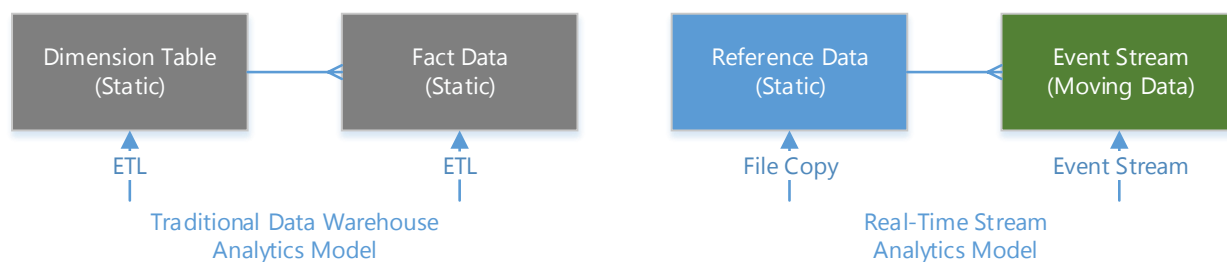 Dimension Table
(Static)
Fact Data
(Static)
Reference Data
(Static)
Event Stream
(Moving Data)
ETL
ETL
File Copy
Event Stream
Traditional Data Warehouse
Analytics Model
Real-Time Stream
Analytics Model